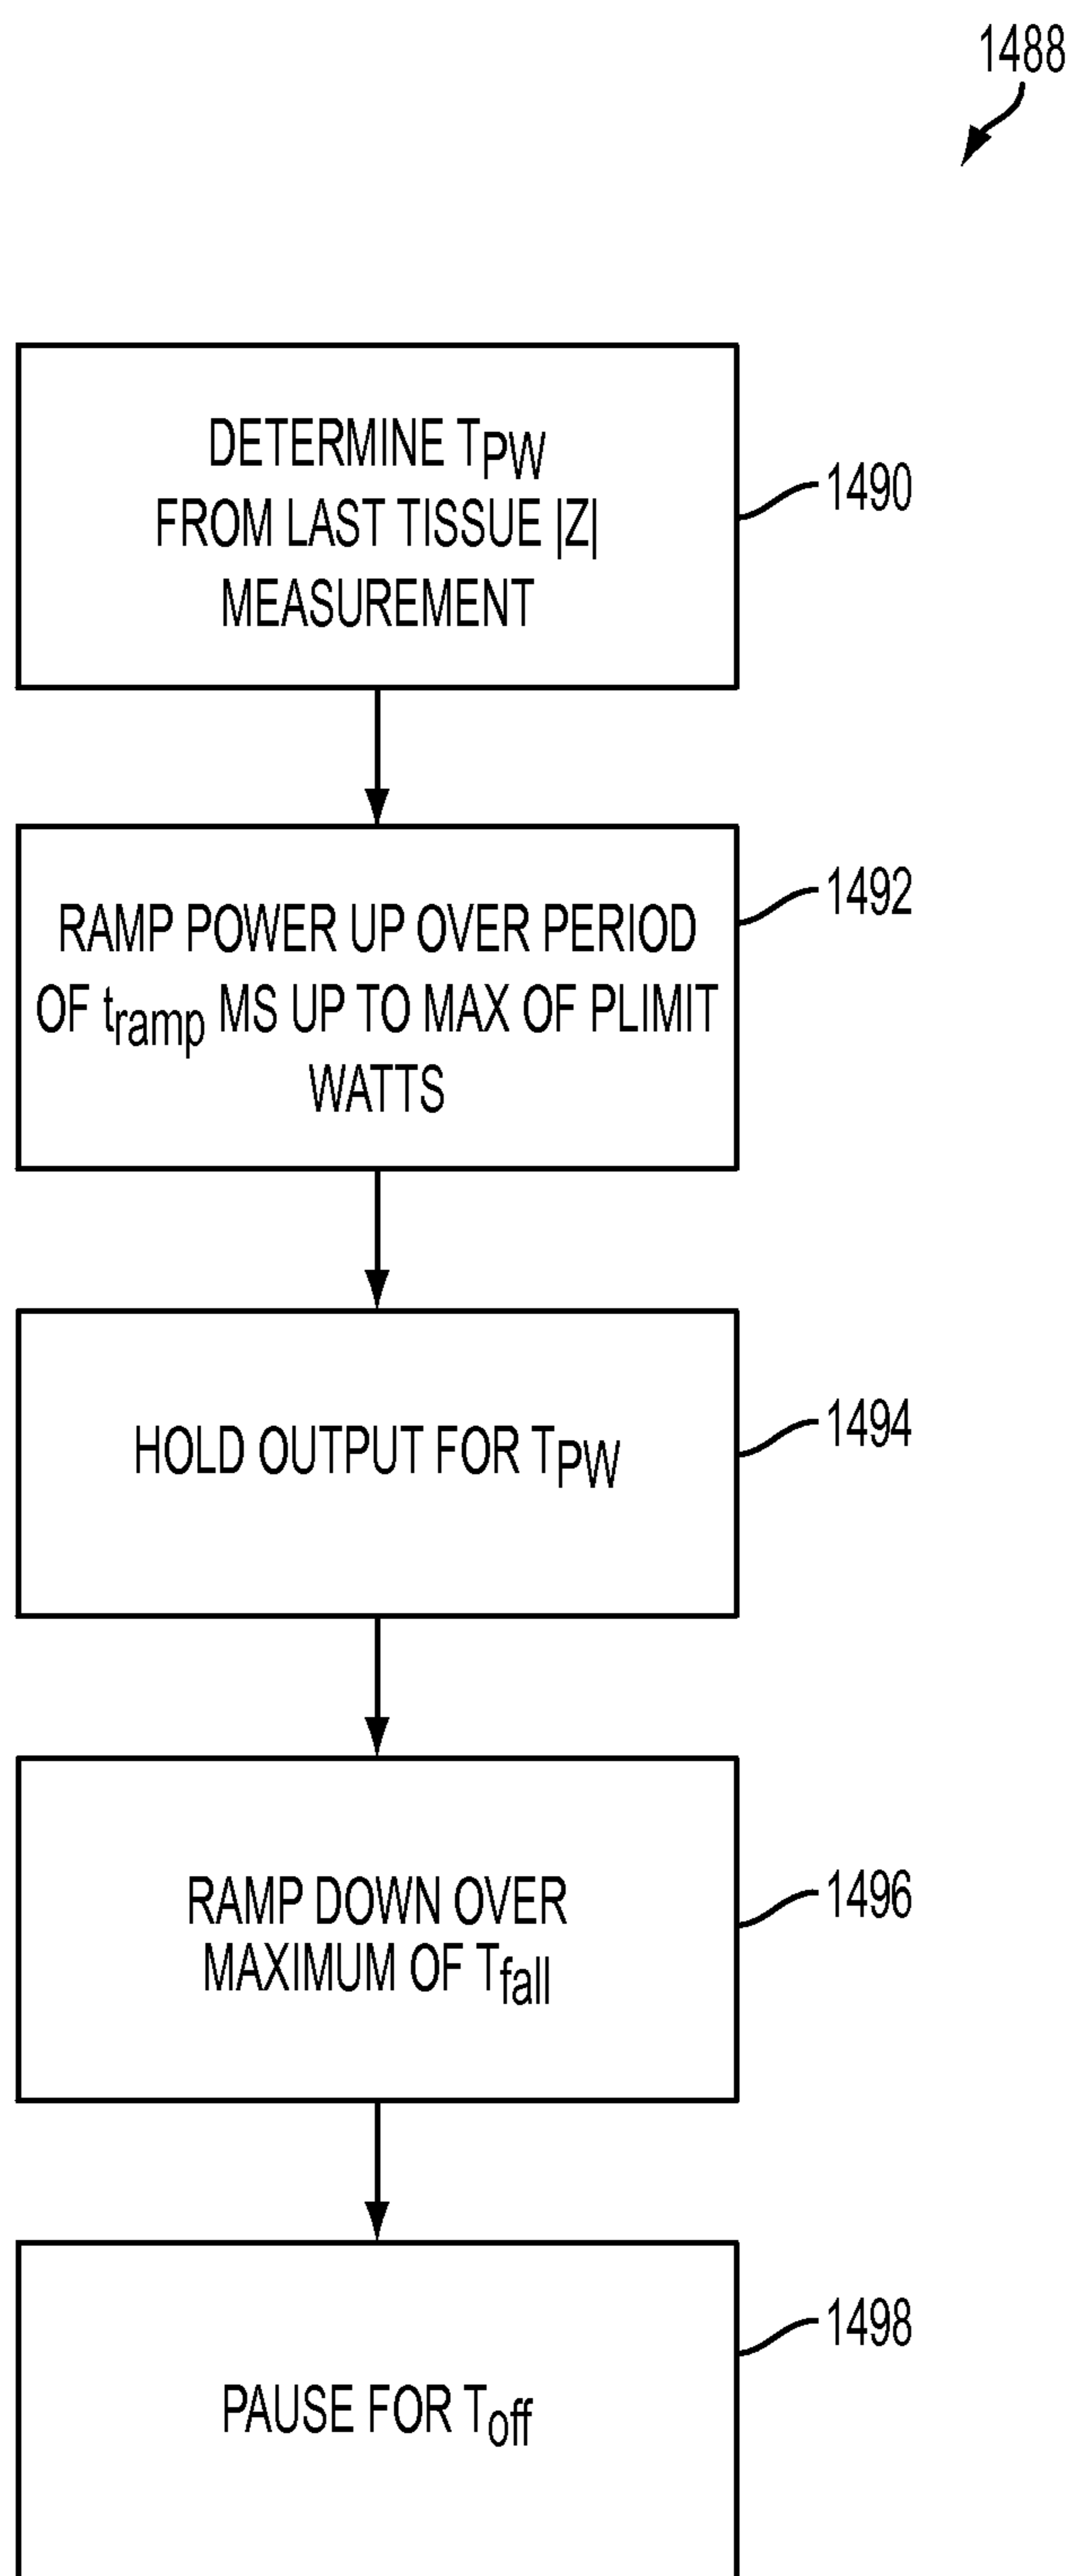 1488
DETERMINE TPW
FROM LAST TISSUE |Z|
MEASUREMENT
1490
RAMP POWER UP OVER PERIOD
OF tramp MS UP TO MAX OF PLIMIT
WATTS
1492
HOLD OUTPUT FOR TPW
1494
RAMP DOWN OVER
MAXIMUM OF Tfall
1496
PAUSE FOR Toff
1498